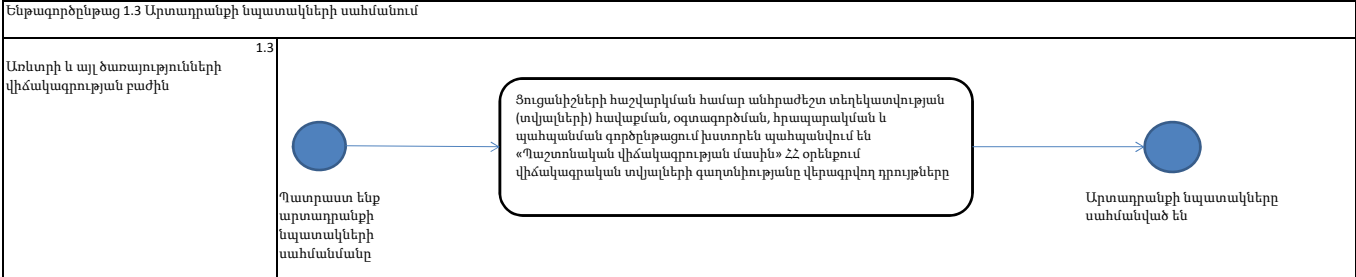 Ենթագործընթաց 1.3 Արտադրանքի նպատակների սահմանում
1.3
Առևտրի և այլ ծառայությունների
վիճակագրության բաժին
Ցուցանիշների հաշվարկման համար անհրաժեշտ տեղեկատվության
(տվյալների) հավաքման, օգտագործման, հրապարակման և
պահպանման գործընթացում խստորեն պահպանվում են
«Պաշտոնական վիճակագրության մասին» ՀՀ օրենքում
վիճակագրական տվյալների գաղտնիությանը վերագրվող դրույթները
Պատրաստ ենք
արտադրանքի
նպատակների
սահմանմանը
Արտադրանքի նպատակները
սահմանված են